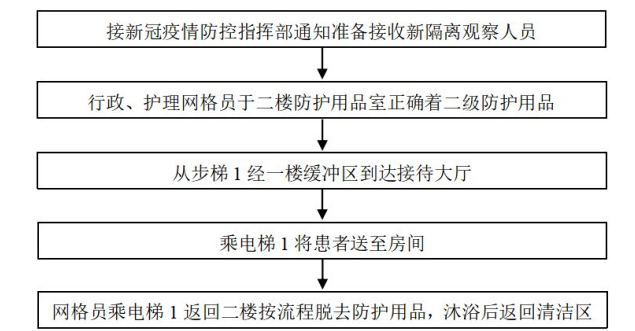 接新冠疫情防控指挥部通知准备接收新隔离观察人员
行政、护理网格员于二楼防护用品室正确着二级防护用品
从步梯 1 经一楼缓冲区到达接待大厅
乘电梯 1 将患者送至房间
网格员乘电梯 1 返回二楼按流程脱去防护用品，沐浴后返回清洁区